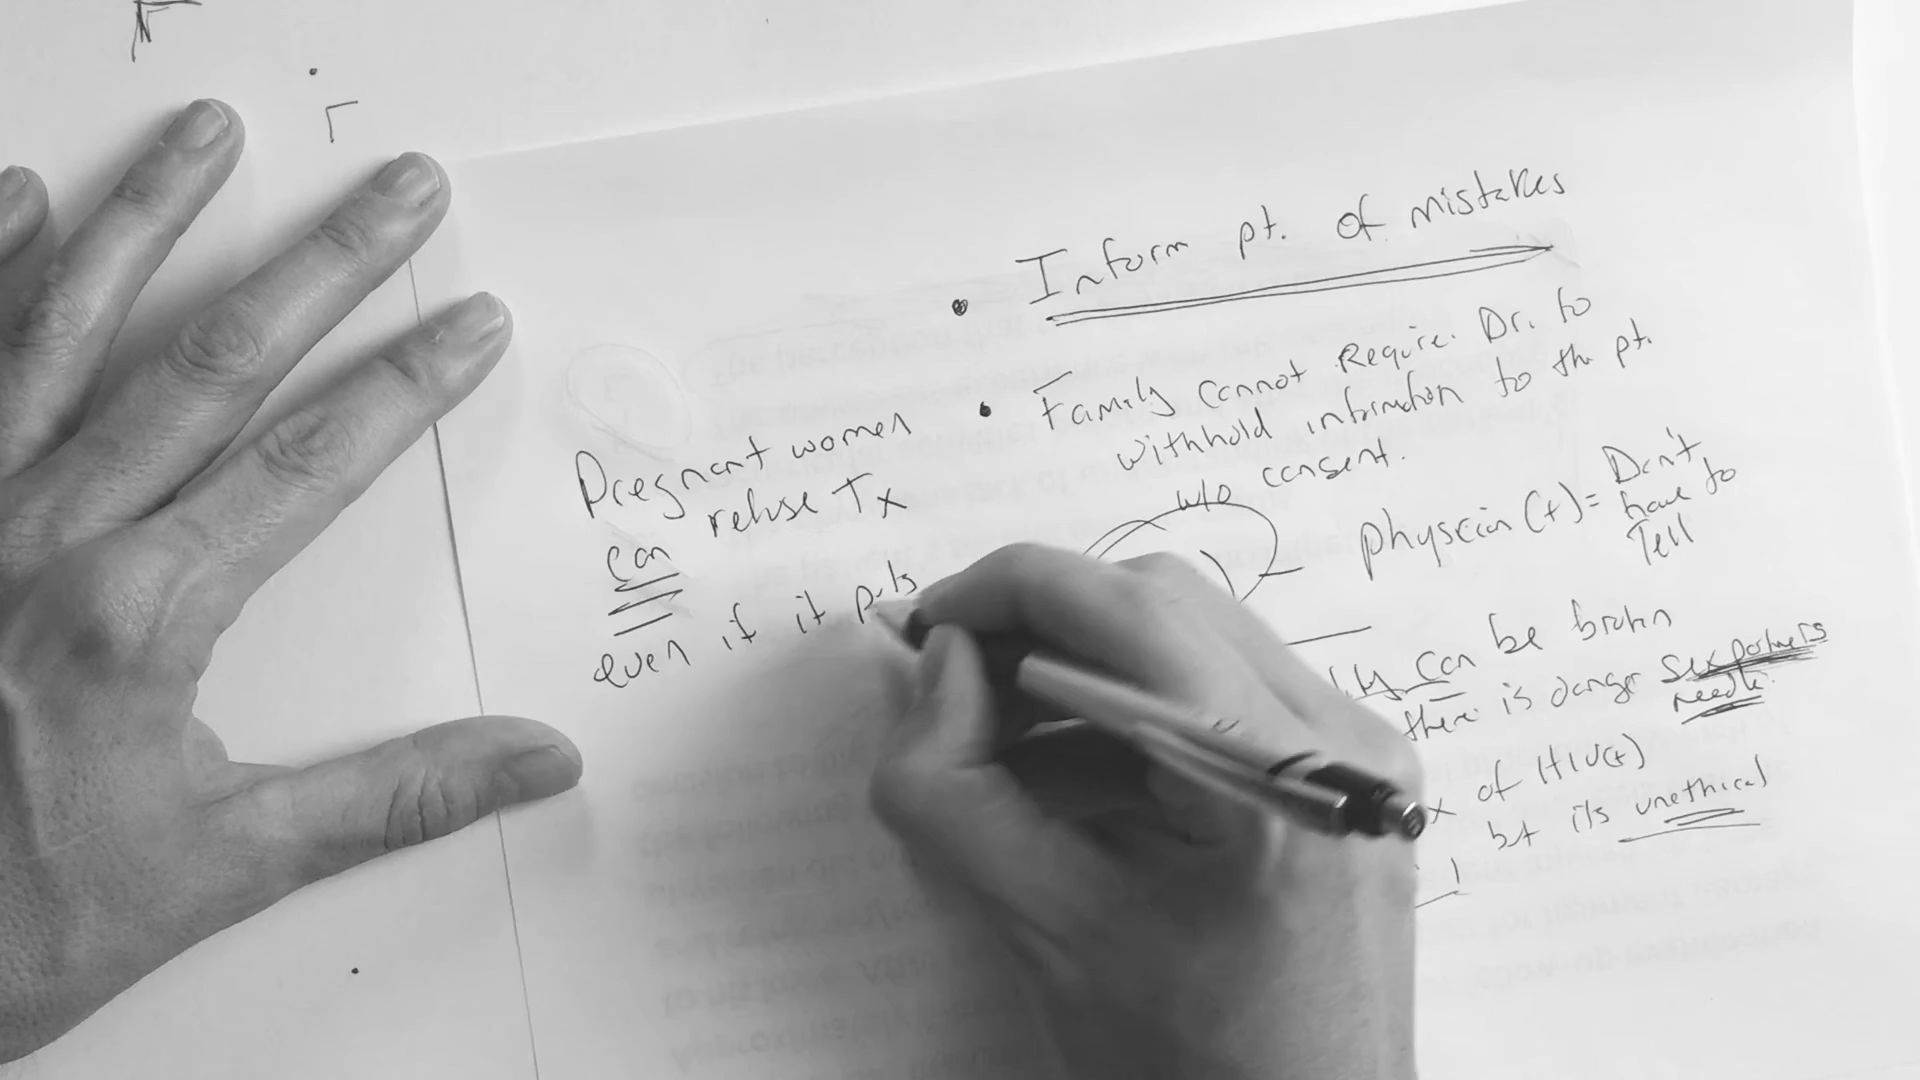 Inform pt. of mistakes
Family cannot Require Dr. to
withhold information to the pt.
w/o consent.
physcian (+) = Don't
have to
Tell
Can be broken
there is danger sex partners
needle
of HIV(+)
but its unethical
Pregnant women
can refuse Tx
even if it puts